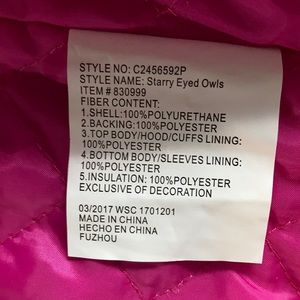 STYLE NO: C2456592P
STYLE NAME: Starry Eyed Owls
ITEM # 830999
FIBER CONTENT:
1.SHELL:100%POLYURETHANE
2.BACKING:100%POLYESTER
3.TOP BODY/HOOD/CUFFS LINING:
100%POLYESTER
4.BOTTOM BODY/SLEEVES LINING:
100%POLYESTER
5.INSULATION: 100%POLYESTER
EXCLUSIVE OF DECORATION
03/2017 WSC 1701201
MADE IN CHINA
HECHO EN CHINA
FUZHOU